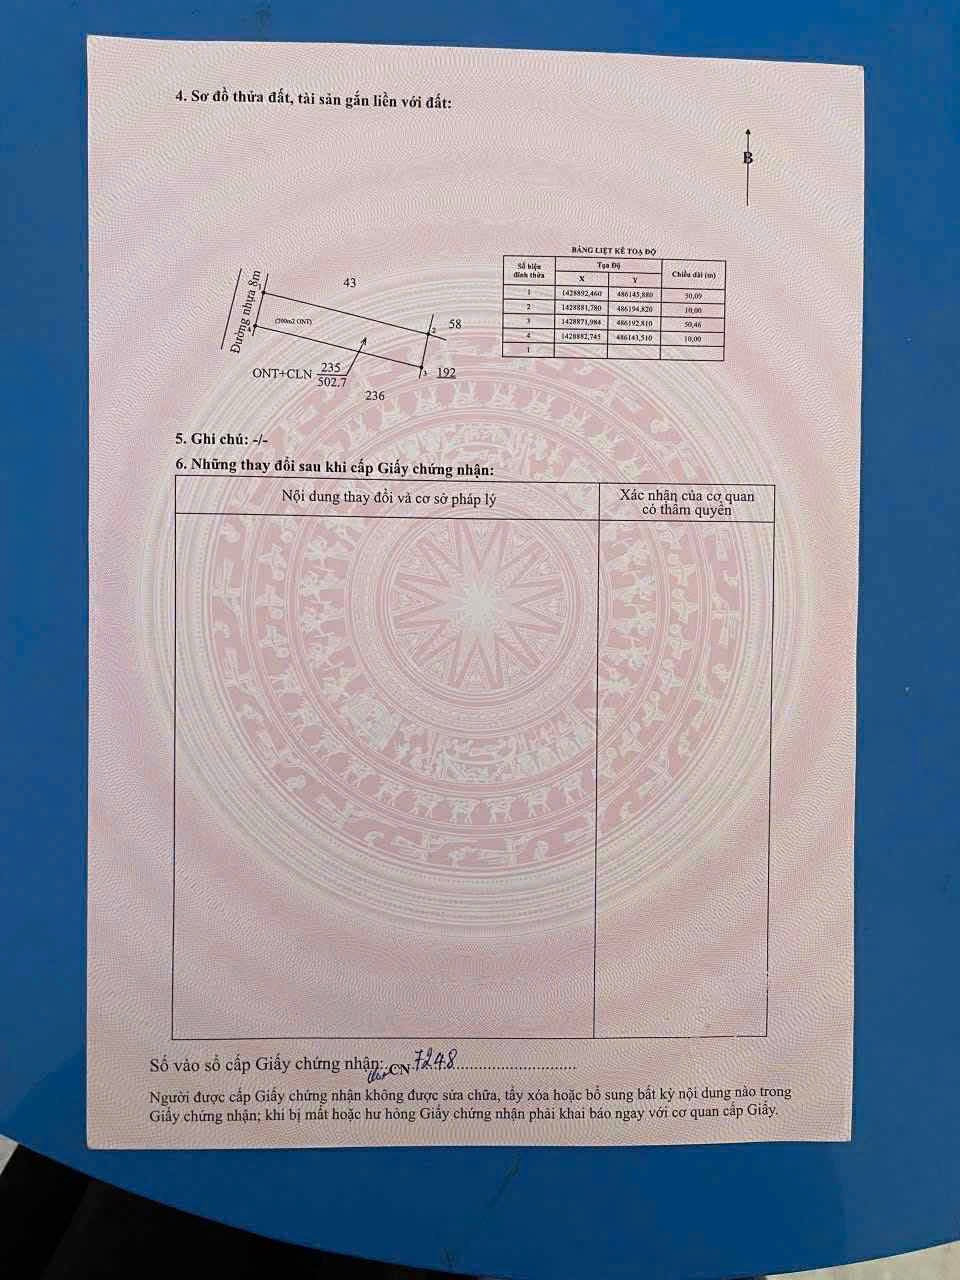 4. Sơ đồ thửa đất, tài sản gắn liền với đất:
B
BẢNG LIỆT KÊ TOẠ ĐỘ
Số hiệu đỉnh thửa | Tọa Độ | Chiều dài (m)
X | Y
1 | 1428892,460 | 486145,880 | 50,09
2 | 1428881,780 | 486194,820 | 10,00
3 | 1428871,984 | 486192,810 | 50,46
4 | 1428882,745 | 486143,510 | 10,00
1
Đường nhựa 8m
43
1
(200m2 ONT)
2
58
4
ONT+CLN 235
502.7
3
192
236
5. Ghi chú: -/-
6. Những thay đổi sau khi cấp Giấy chứng nhận:
Nội dung thay đổi và cơ sở pháp lý
Xác nhận của cơ quan
có thẩm quyền
Số vào sổ cấp Giấy chứng nhận: CN 7248
Người được cấp Giấy chứng nhận không được sửa chữa, tẩy xóa hoặc bổ sung bất kỳ nội dung nào trong
Giấy chứng nhận; khi bị mất hoặc hư hỏng Giấy chứng nhận phải khai báo ngay với cơ quan cấp Giấy.